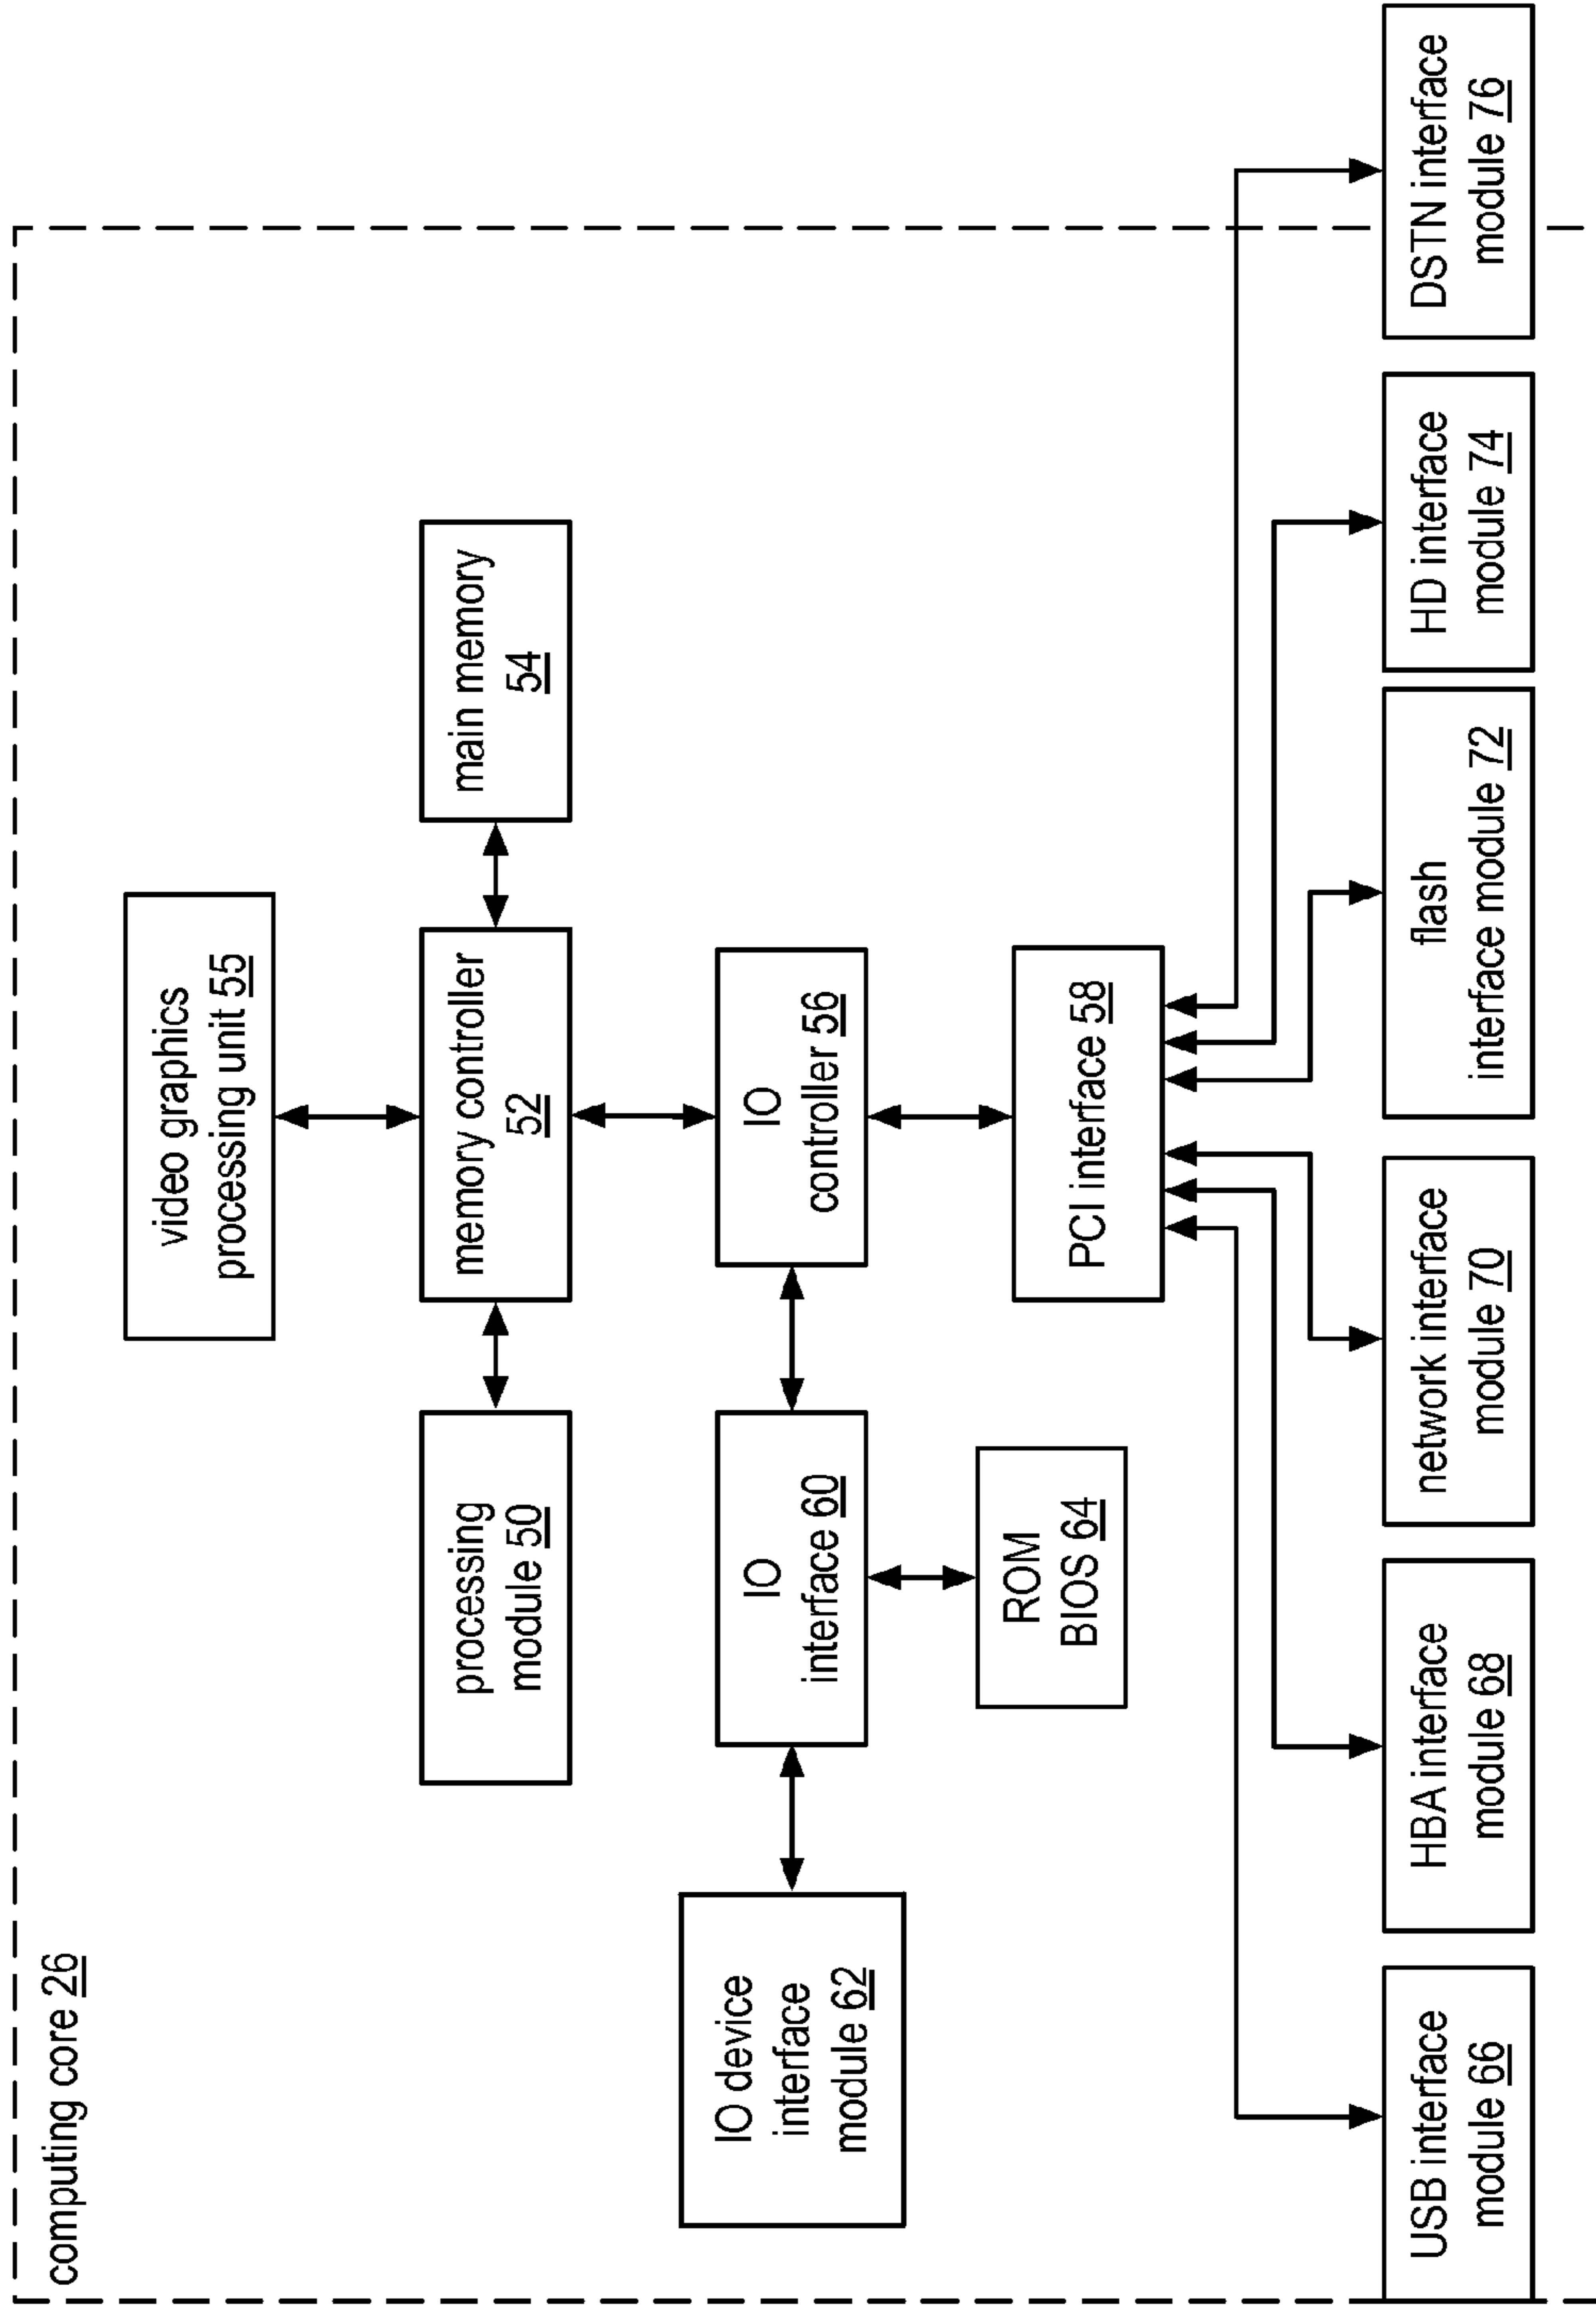 computing core 26
video graphics
processing unit 55
processing
module 50
memory controller
52
main memory
54
IO device
interface
module 62
IO
interface 60
IO
controller 56
ROM
BIOS 64
PCI interface 58
USB interface
module 66
HBA interface
module 68
network interface
module 70
flash
interface module 72
HD interface
module 74
DSTN interface
module 76